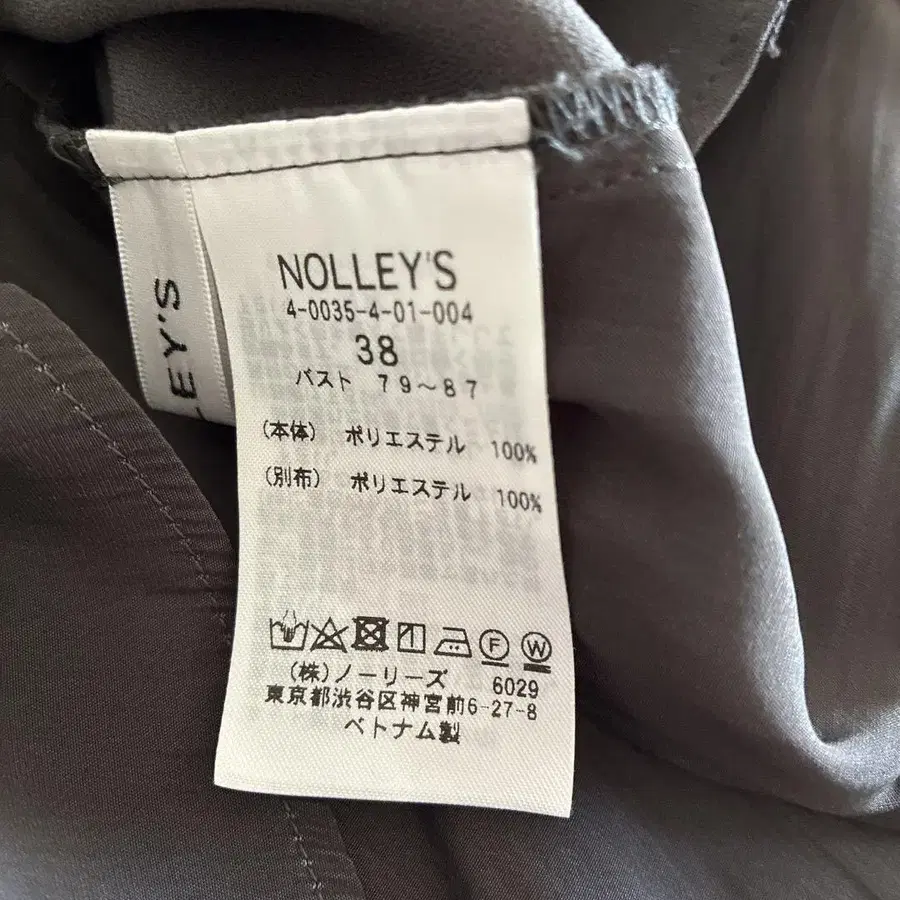 NOLLEY'S
4-0035-4-01-004
38
バスト 79～87
(本体) ポリエステル 100%
(別布) ポリエステル 100%
F W
(株)ノーリーズ 6029
東京都渋谷区神宮前6-27-8
ベトナム製
LEY'S